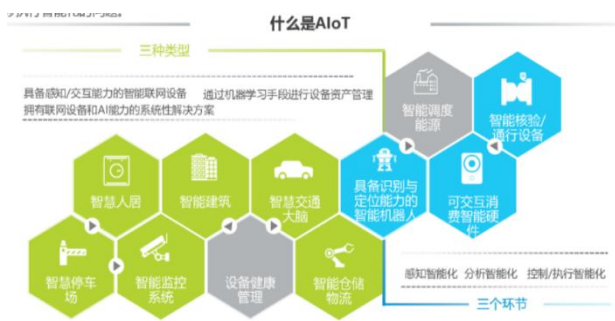 什么是AIoT
三种类型
具备感知/交互能力的智能联网设备 通过机器学习手段进行设备资产管理
拥有联网设备和AI能力的系统性解决方案
智能调度
能源
智能核验/
通行设备
智慧人居
智能建筑
智慧交通
大脑
具备识别与
定位能力的
智能机器人
可交互消
费智能硬
件
智慧停车
场
智能监控
系统
设备健康
管理
智能仓储
物流
感知智能化 分析智能化 控制/执行智能化
三个环节